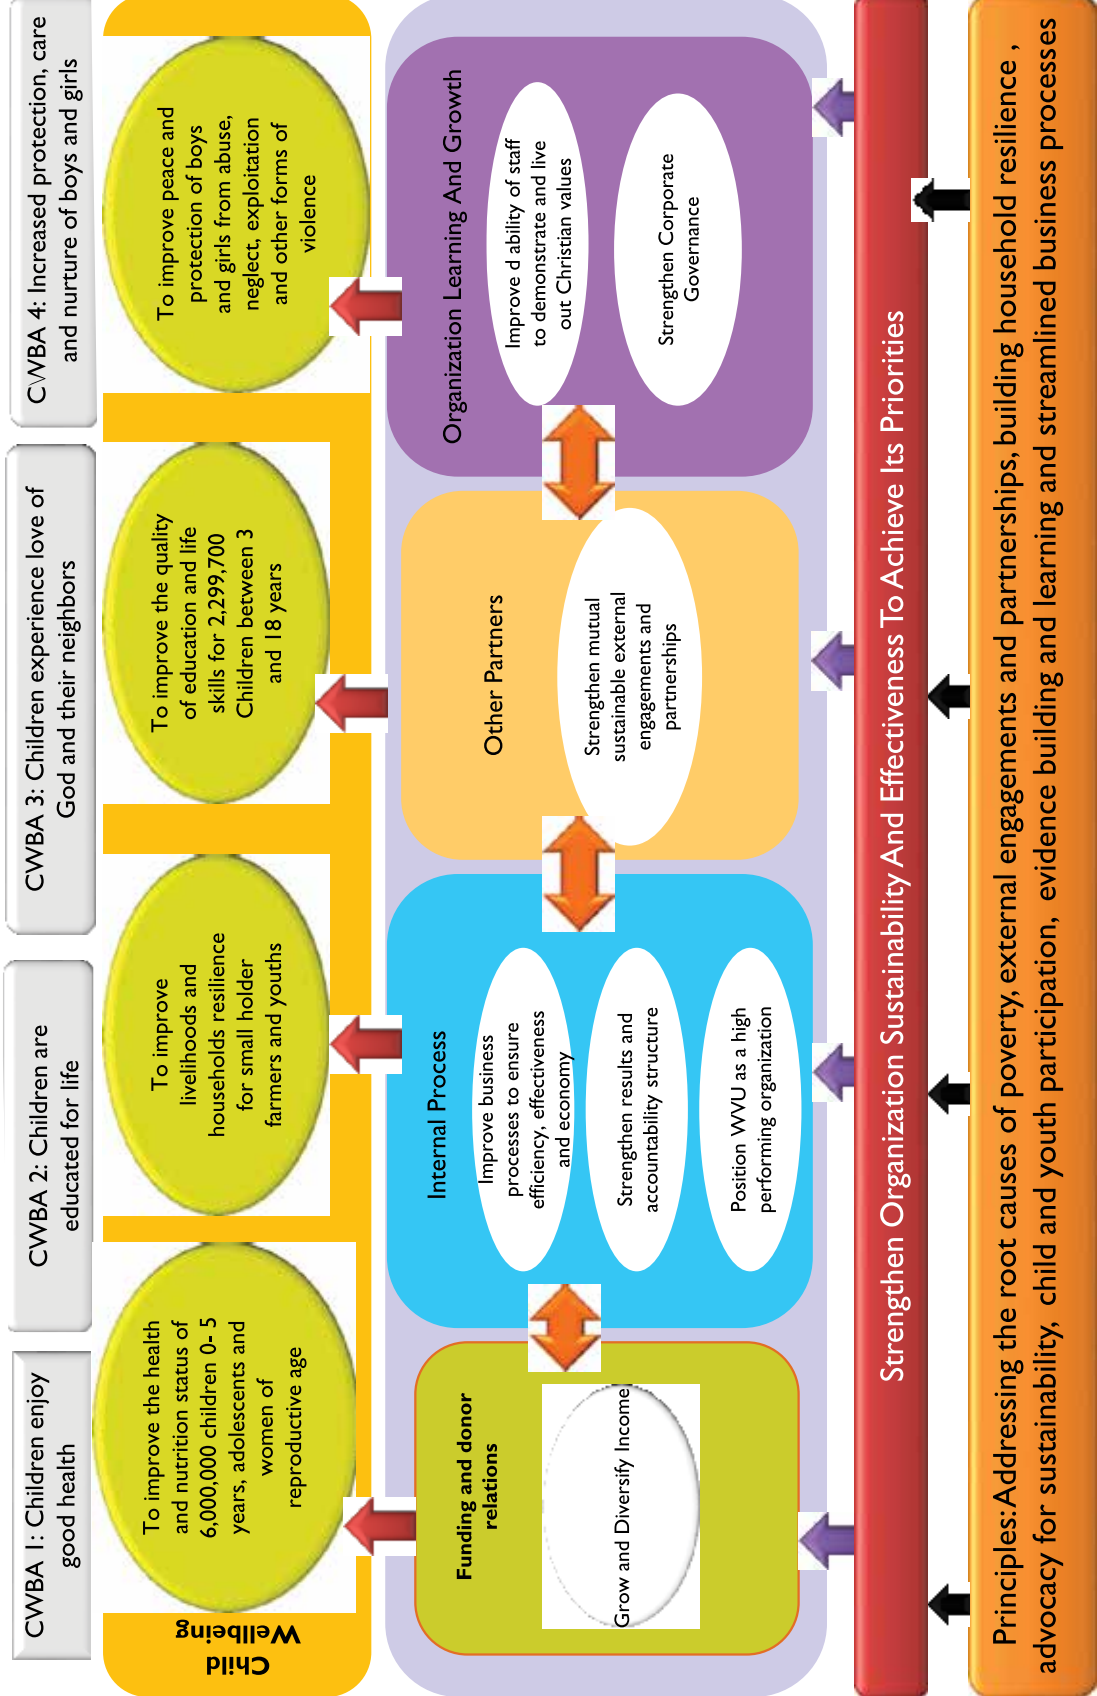 CWBA 1: Children enjoy
good health
CWBA 2: Children are
educated for life
CWBA 3: Children experience love of
God and their neighbors
CWBA 4: Increased protection, care
and nurture of boys and girls
Child
Wellbeing
To improve the health
and nutrition status of
6,000,000 children 0- 5
years, adolescents and
women of
reproductive age
To improve
livelihoods and
households resilience
for small holder
farmers and youths
To improve the quality
of education and life
skills for 2,299,700
Children between 3
and 18 years
To improve peace and
protection of boys
and girls from abuse,
neglect, exploitation
and other forms of
violence
Funding and donor
relations
Grow and Diversify Income
Internal Process
Improve business
processes to ensure
efficiency, effectiveness
and economy
Strengthen results and
accountability structure
Position WVU as a high
performing organization
Other Partners
Strengthen mutual
sustainable external
engagements and
partnerships
Organization Learning And Growth
Improve d ability of staff
to demonstrate and live
out Christian values
Strengthen Corporate
Governance
Strengthen Organization Sustainability And Effectiveness To Achieve Its Priorities
Principles: Addressing the root causes of poverty, external engagements and partnerships, building household resilience ,
advocacy for sustainability, child and youth participation, evidence building and learning and streamlined business processes